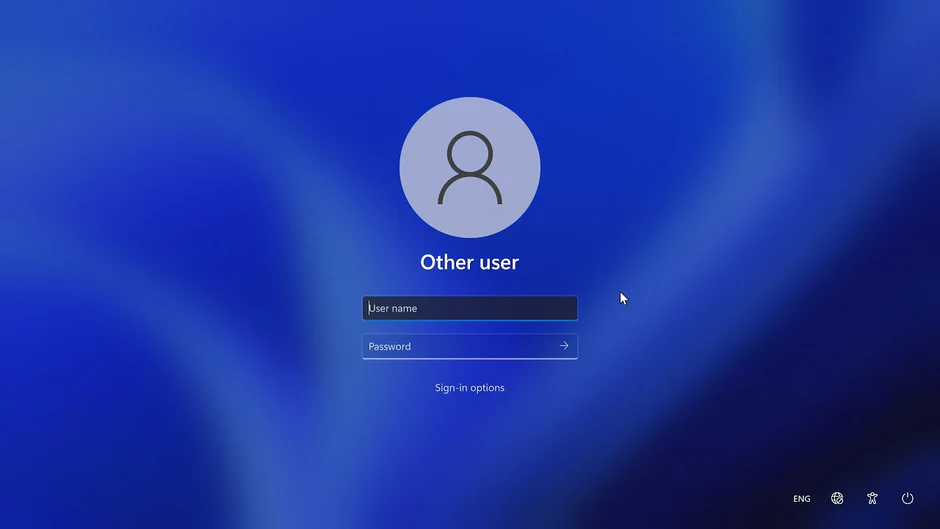 Other user
User name
Password
Sign-in options
ENG